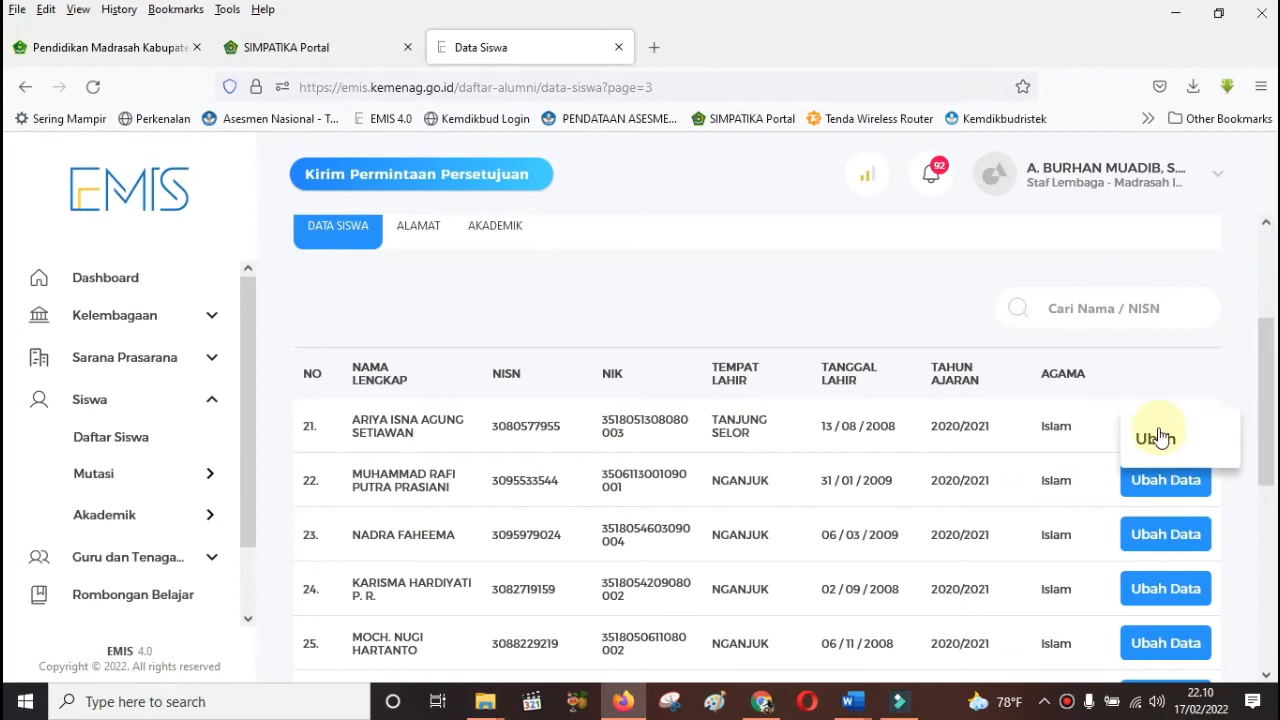 File Edit View History Bookmarks Tools Help
Pendidikan Madrasah Kabupate
SIMPATIKA Portal
Data Siswa
https://emis.kemenag.go.id/daftar-alumni/data-siswa?page=3
Sering Mampir
Perkenalan
Asesmen Nasional - T...
EMIS 4.0
Kemdikbud Login
PENDATAAN ASESME...
SIMPATIKA Portal
Tenda Wireless Router
Kemdikbudristek
Other Bookmarks
EMIS
Kirim Permintaan Persetujuan
92
A. BURHAN MUADIB, S....
Staf Lembaga - Madrasah I...
DATA SISWA
ALAMAT
AKADEMIK
Dashboard
Kelembagaan
Sarana Prasarana
Siswa
Daftar Siswa
Mutasi
Akademik
Guru dan Tenaga...
Rombongan Belajar
EMIS 4.0
Copyright © 2022. All rights reserved
Cari Nama / NISN
NO NAMA LENGKAP NISN NIK TEMPAT LAHIR TANGGAL LAHIR TAHUN AJARAN AGAMA
21. ARIYA ISNA AGUNG SETIAWAN 3080577955 3518051308080003 TANJUNG SELOR 13 / 08 / 2008 2020/2021 Islam Ubah
22. MUHAMMAD RAFI PUTRA PRASIANI 3095533544 3506113001090001 NGANJUK 31 / 01 / 2009 2020/2021 Islam Ubah Data
23. NADRA FAHEEMA 3095979024 3518054603090004 NGANJUK 06 / 03 / 2009 2020/2021 Islam Ubah Data
24. KARISMA HARDIYATI P. R. 3082719159 3518054209080002 NGANJUK 02 / 09 / 2008 2020/2021 Islam Ubah Data
25. MOCH. NUGI HARTANTO 3088229219 3518050611080002 NGANJUK 06 / 11 / 2008 2020/2021 Islam Ubah Data
Type here to search
321
78°F
22.10
17/02/2022